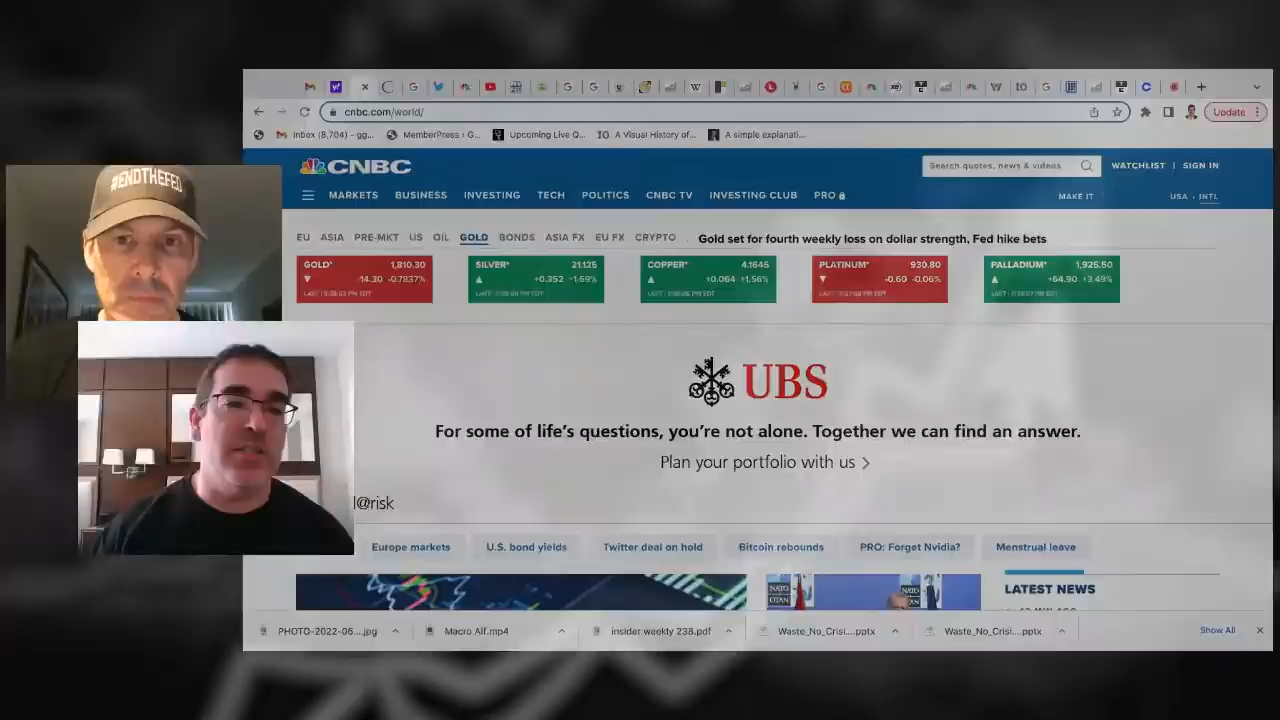 #ENDTHEFED
cnbc.com/world/
Update
Inbox (8,704) - gg...
MemberPress ‹ G...
Upcoming Live Q...
A Visual History of...
A simple explanati...
CNBC
Search quotes, news & videos
WATCHLIST | SIGN IN
MARKETS BUSINESS INVESTING TECH POLITICS CNBC TV INVESTING CLUB PRO
MAKE IT
USA • INTL
EU ASIA PRE-MKT US OIL GOLD BONDS ASIA FX EU FX CRYPTO
Gold set for fourth weekly loss on dollar strength, Fed hike bets
GOLD* 1,810.30
-14.30 -0.7837%
SILVER* 21.125
+0.352 +1.69%
COPPER* 4.1645
+0.064 +1.56%
PLATINUM* 930.80
-0.60 -0.06%
PALLADIUM* 1,925.50
+64.90 +3.49%
UBS
For some of life's questions, you're not alone. Together we can find an answer.
Plan your portfolio with us
l@risk
Europe markets
U.S. bond yields
Twitter deal on hold
Bitcoin rebounds
PRO: Forget Nvidia?
Menstrual leave
NATO
OTAN
NATO
LATEST NEWS
PHOTO-2022-05....jpg
Macro Alf.mp4
insider weekly 238.pdf
Waste_No_Crisi....pptx
Waste_No_Crisi....pptx
Show All